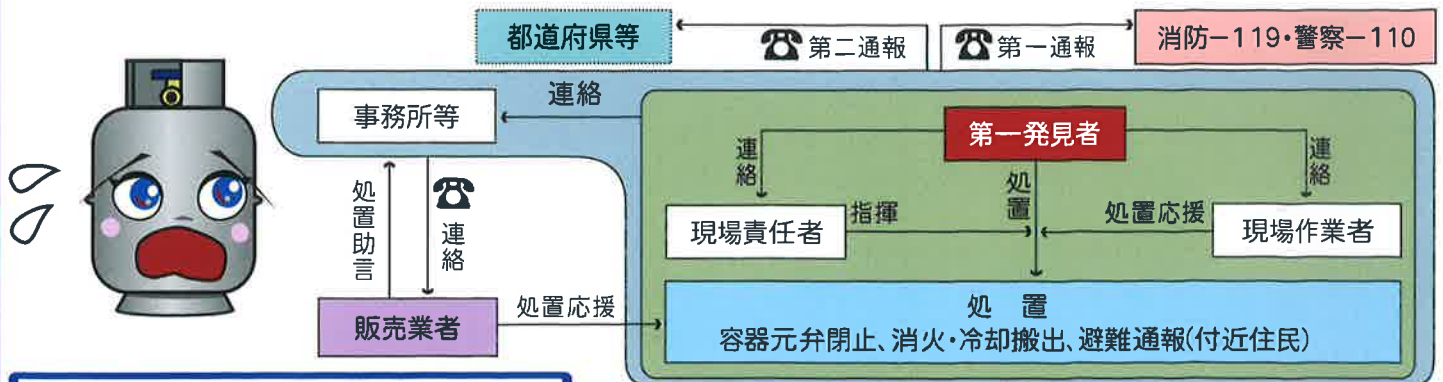 都道府県等
第二通報
第一通報
消防－119・警察－110
事務所等
連絡
第一発見者
連絡
処置
連絡
処置助言
連絡
現場責任者
指揮
処置応援
現場作業者
販売業者
処置応援
処　置
容器元弁閉止、消火・冷却搬出、避難通報(付近住民)